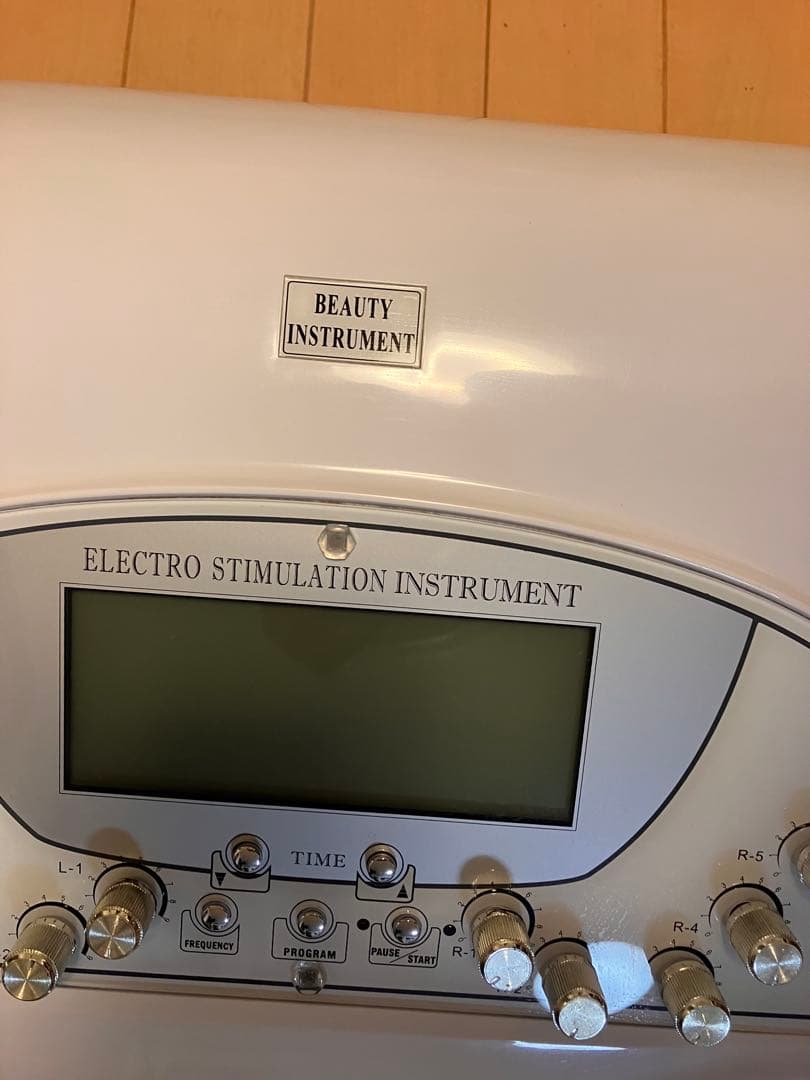 BEAUTY
INSTRUMENT
ELECTRO STIMULATION INSTRUMENT
TIME
L-1
FREQUENCY
PROGRAM
PAUSE
START
R-1
R-4
R-5